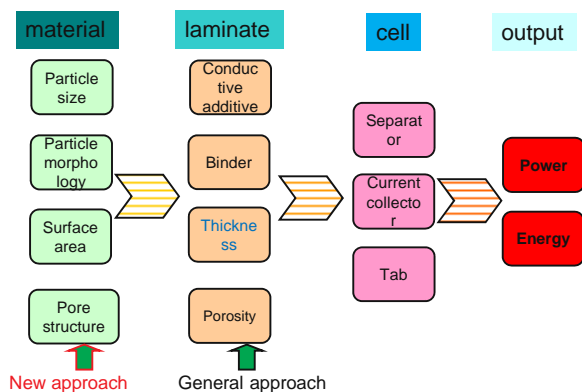 material
laminate
cell
output
Particle
size
Particle
morpho
logy
Surface
area
Pore
structure
Conduc
tive
additive
Binder
Thickne
ss
Porosity
Separat
or
Current
collecto
r
Tab
Power
Energy
New approach
General approach